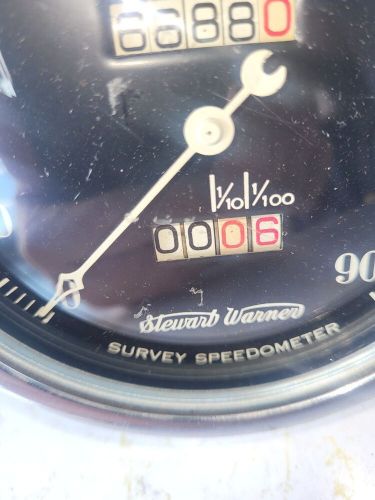 66880
1/10 1/100
0006
90
Stewart Warner
SURVEY SPEEDOMETER